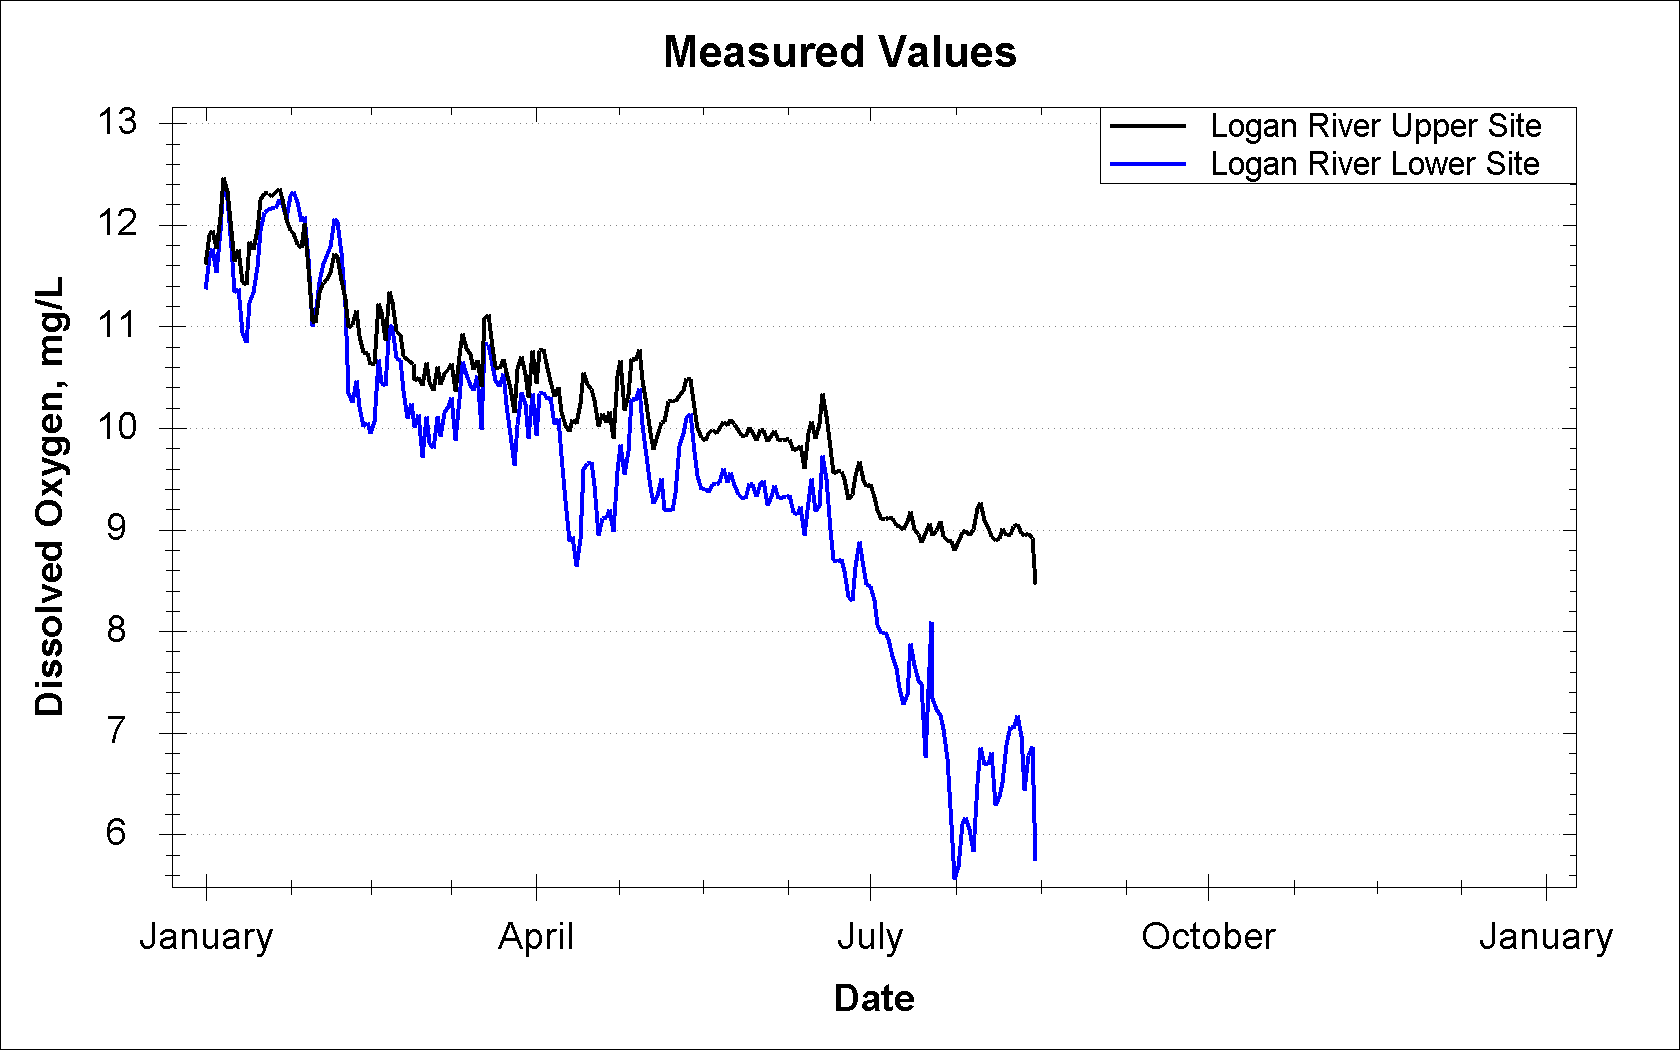 Measured Values
Logan River Upper Site
Logan River Lower Site
13
12
11
10
9
8
7
6
Dissolved Oxygen, mg/L
January April July October January
Date